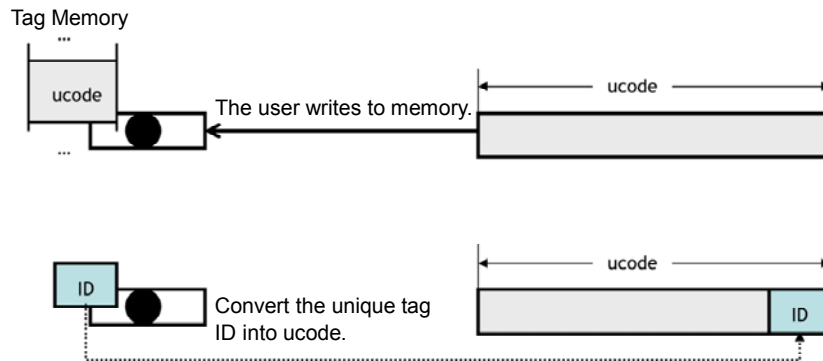 Tag Memory
...
ucode
...
The user writes to memory.
ucode
ID
Convert the unique tag
ID into ucode.
ucode
ID